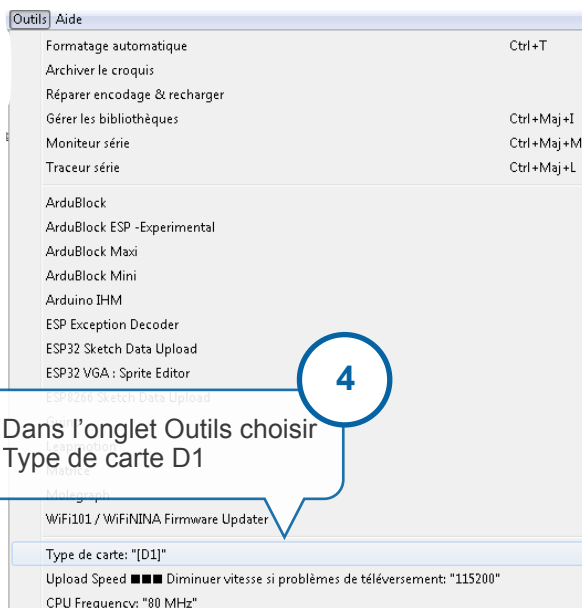 Outils Aide
Formatage automatique Ctrl+T
Archiver le croquis
Réparer encodage & recharger
Gérer les bibliothèques Ctrl+Maj+I
Moniteur série Ctrl+Maj+M
Traceur série Ctrl+Maj+L
ArduBlock
ArduBlock ESP -Experimental
ArduBlock Maxi
ArduBlock Mini
Arduino IHM
ESP Exception Decoder
ESP32 Sketch Data Upload
ESP32 VGA : Sprite Editor
4
ESP8266 Sketch Data Upload
Dans l’onglet Outils choisir
Type de carte D1
Matrice
Molegraph
WiFi101 / WiFiNINA Firmware Updater
Type de carte: "[D1]"
Upload Speed ■■■ Diminuer vitesse si problèmes de téléversement: "115200"
CPU Frequency: "80 MHz"